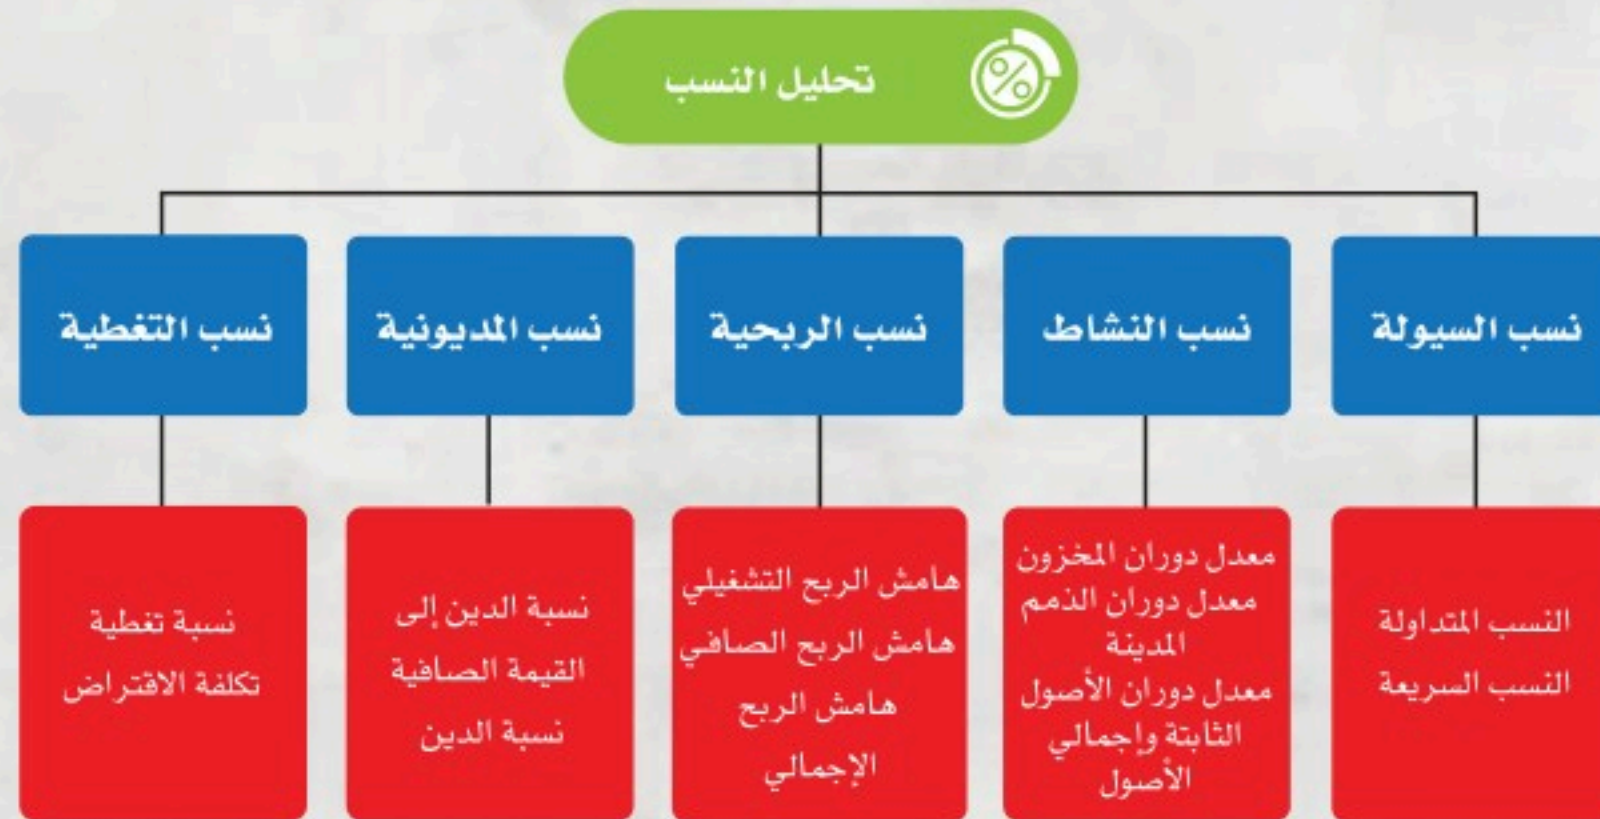 تحليل النسب
نسب السيولة
نسب النشاط
نسب الربحية
نسب المديونية
نسب التغطية
النسب المتداولة
النسب السريعة
معدل دوران المخزون
معدل دوران الذمم
المدينة
معدل دوران الأصول
الثابتة وإجمالي
الأصول
هامش الربح التشغيلي
هامش الربح الصافي
هامش الربح
الإجمالي
نسبة الدين إلى
القيمة الصافية
نسبة الدين
نسبة تغطية
تكلفة الاقتراض